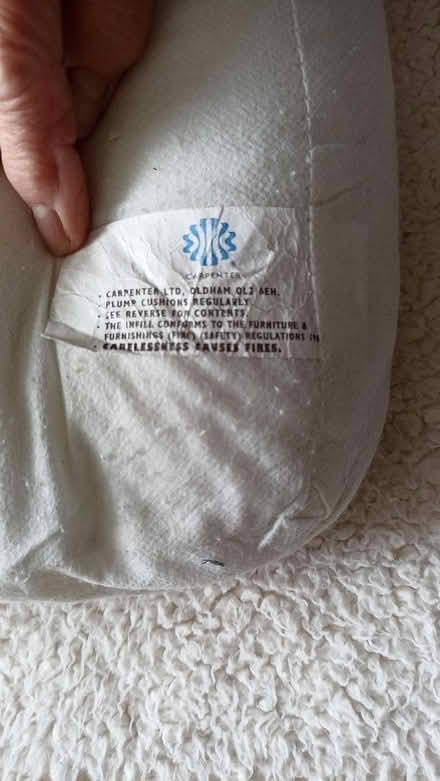 CARPENTER
• CARPENTER LTD, OLDHAM OL2 6EH.
• PLUMP CUSHIONS REGULARLY.
• SEE REVERSE FOR CONTENTS.
• THE INFILL CONFORMS TO THE FURNITURE &
FURNISHINGS (FIRE) (SAFETY) REGULATIONS
• CARELESSNESS CAUSES FIRES.